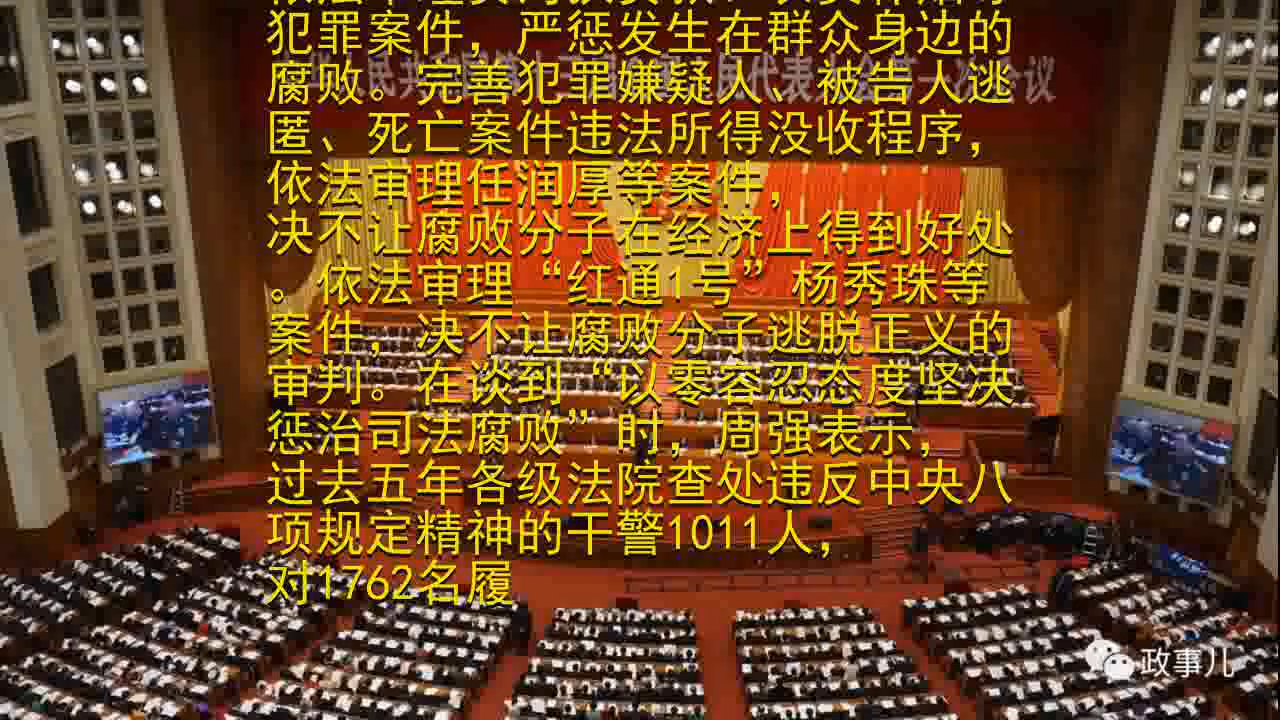 犯罪案件，严惩发生在群众身边的
腐败。完善犯罪嫌疑人、被告人逃
匿、死亡案件违法所得没收程序，
依法审理任润厚等案件，
决不让腐败分子在经济上得到好处
。依法审理“红通1号”杨秀珠等
案件，决不让腐败分子逃脱正义的
审判。在谈到“以零容忍态度坚决
惩治司法腐败”时，周强表示，
过去五年各级法院查处违反中央八
项规定精神的干警1011人，
对1762名履
政事儿